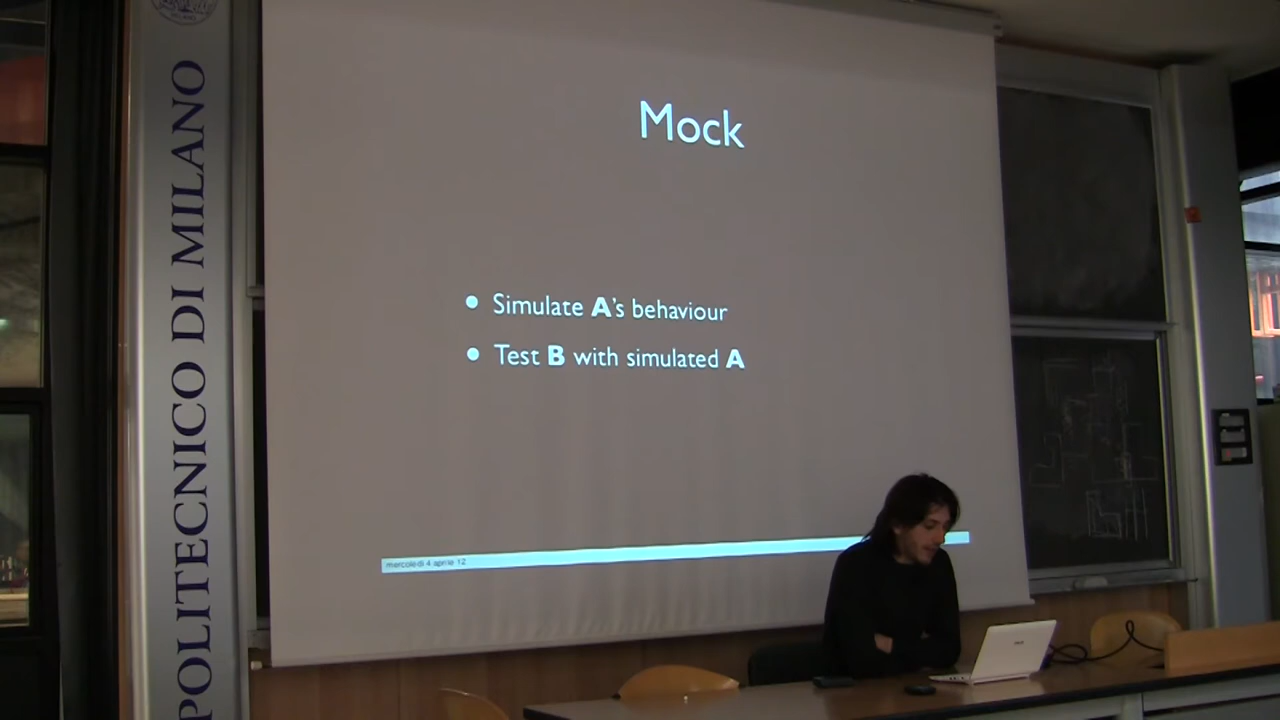 POLITECNICO DI MILANO
Mock
• Simulate A's behaviour
• Test B with simulated A
mercoledì 4 aprile 12